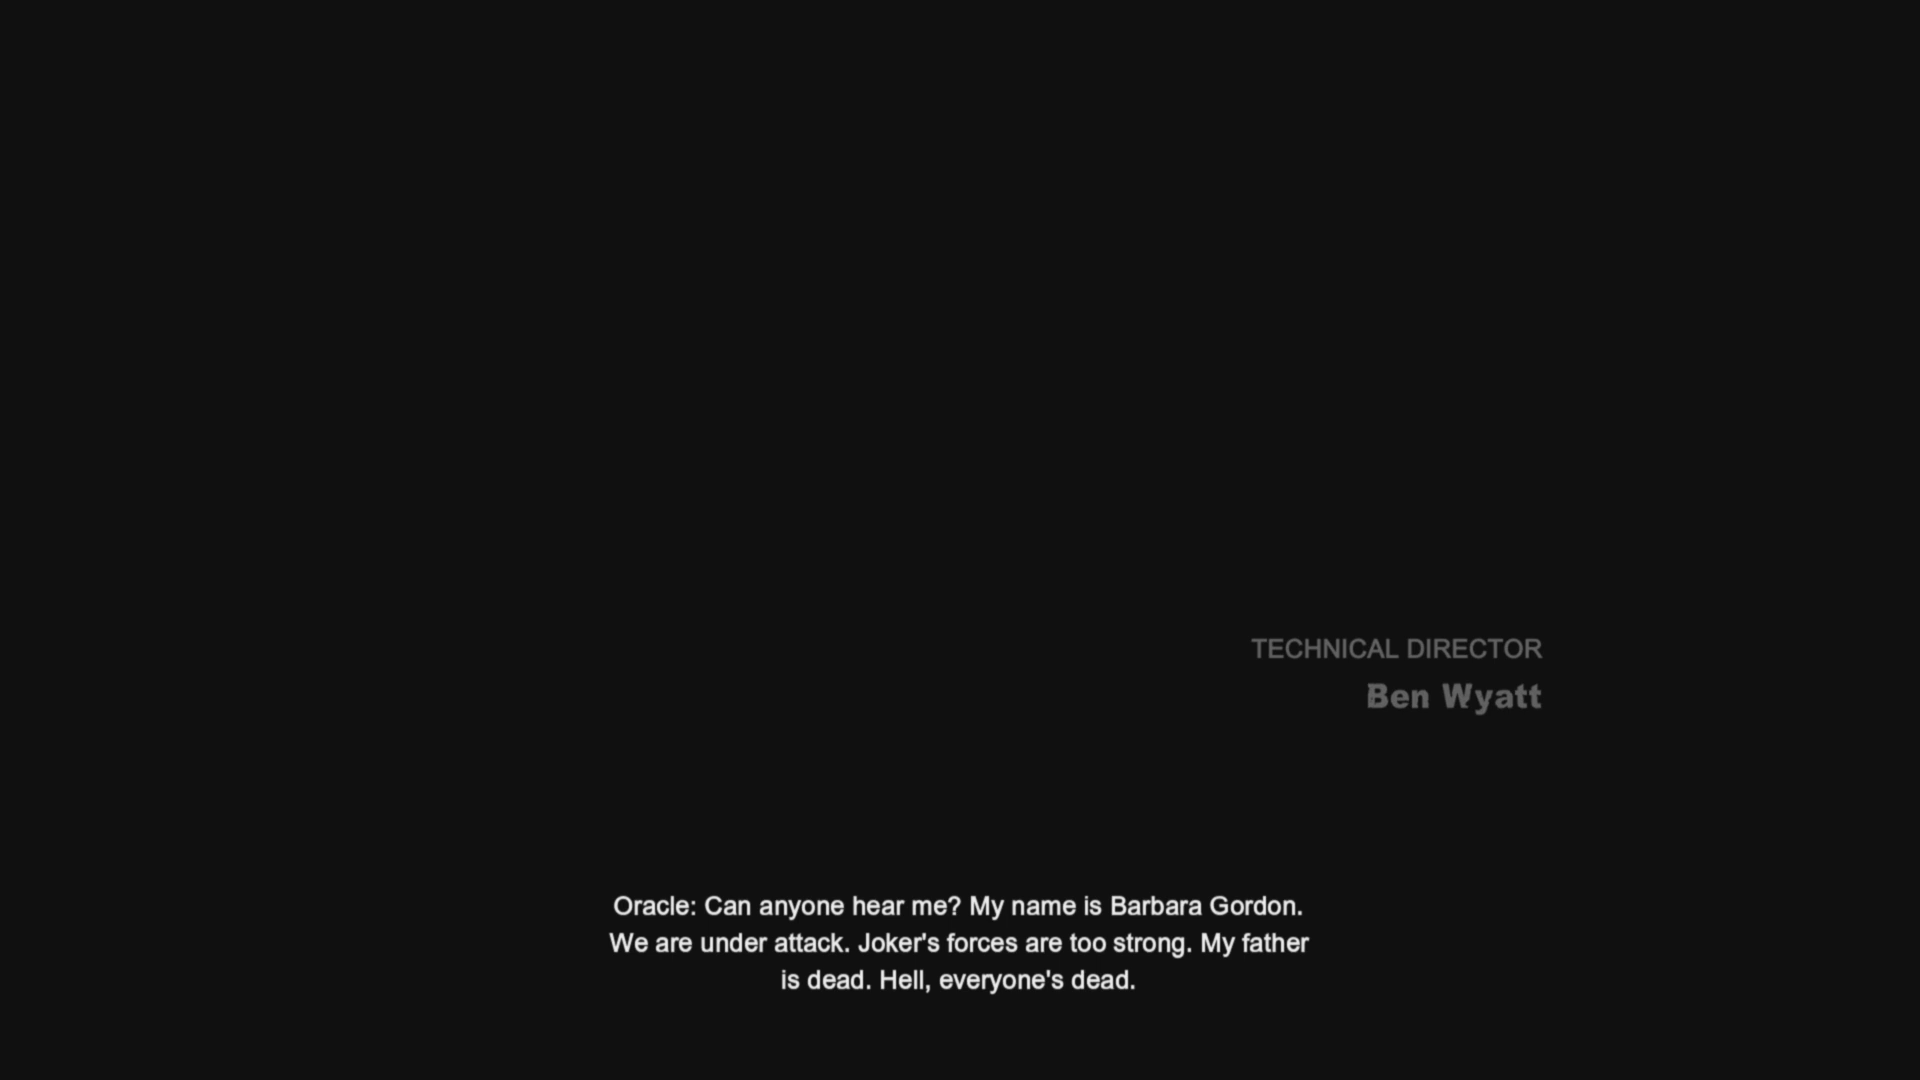 TECHNICAL DIRECTOR
Ben Wyatt
Oracle: Can anyone hear me? My name is Barbara Gordon.
We are under attack. Joker's forces are too strong. My father
is dead. Hell, everyone's dead.